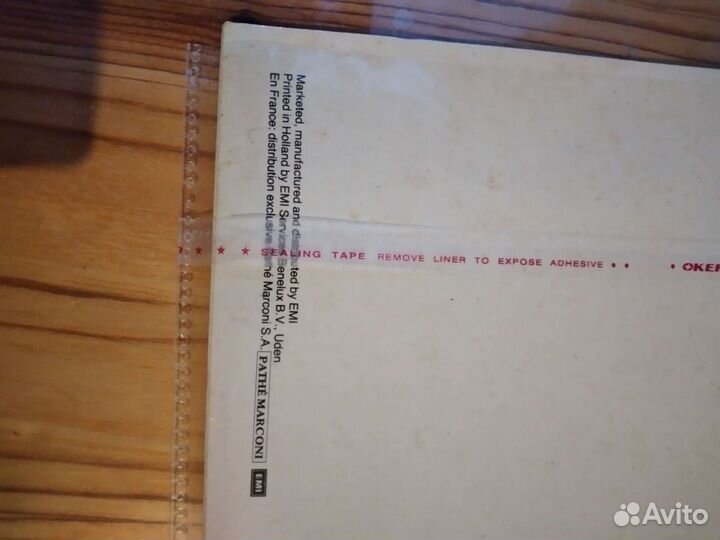 Marketed, manufactured and distributed by EMI
Printed in Holland by EMI Services Benelux B.V., Uden
En France: distribution exclusive Pathé Marconi S.A. PATHÉ MARCONI
EMI
★ ★ ★ SEALING TAPE REMOVE LINER TO EXPOSE ADHESIVE • • •
Avito